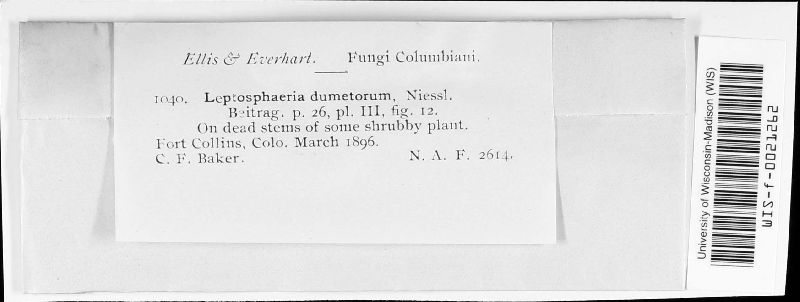 Ellis & Everhart. Fungi Columbiani.
1040. Leptosphaeria dumetorum, Niessl.
Beitrag. p. 26, pl. III, fig. 12.
On dead stems of some shrubby plant.
Fort Collins, Colo. March 1896.
C. F. Baker. N. A. F. 2614.
University of Wisconsin-Madison (WIS)
WIS-f-0021262